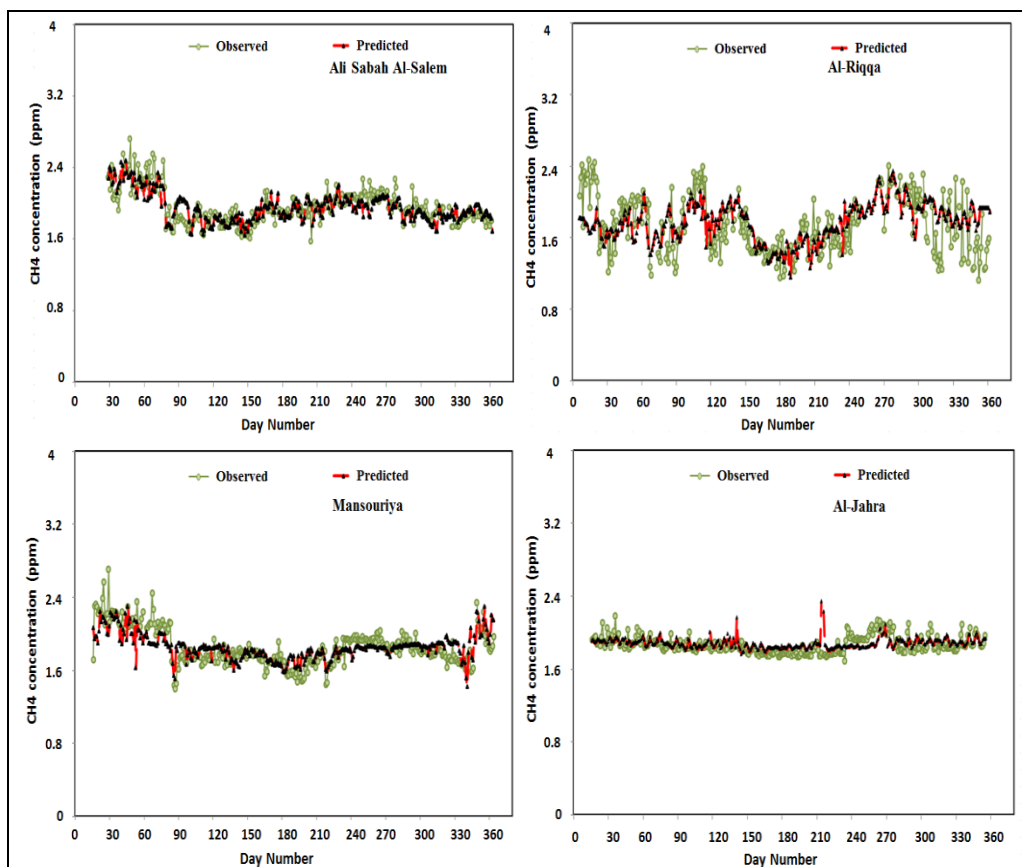 4
3.2
2.4
1.6
0.8
0
CH4 concentration (ppm)
Observed Predicted
Ali Sabah Al-Salem
0 30 60 90 120 150 180 210 240 270 300 330 360
Day Number
4
3.2
2.4
1.6
0.8
0
CH4 concentration (ppm)
Observed Predicted
Al-Riqqa
0 30 60 90 120 150 180 210 240 270 300 330 360
Day Number
4
3.2
2.4
1.6
0.8
0
CH4 concentration (ppm)
Observed Predicted
Mansouriya
0 30 60 90 120 150 180 210 240 270 300 330 360
Day Number
4
3.2
2.4
1.6
0.8
0
CH4 concentration (ppm)
Observed Predicted
Al-Jahra
0 30 60 90 120 150 180 210 240 270 300 330 360
Day Number